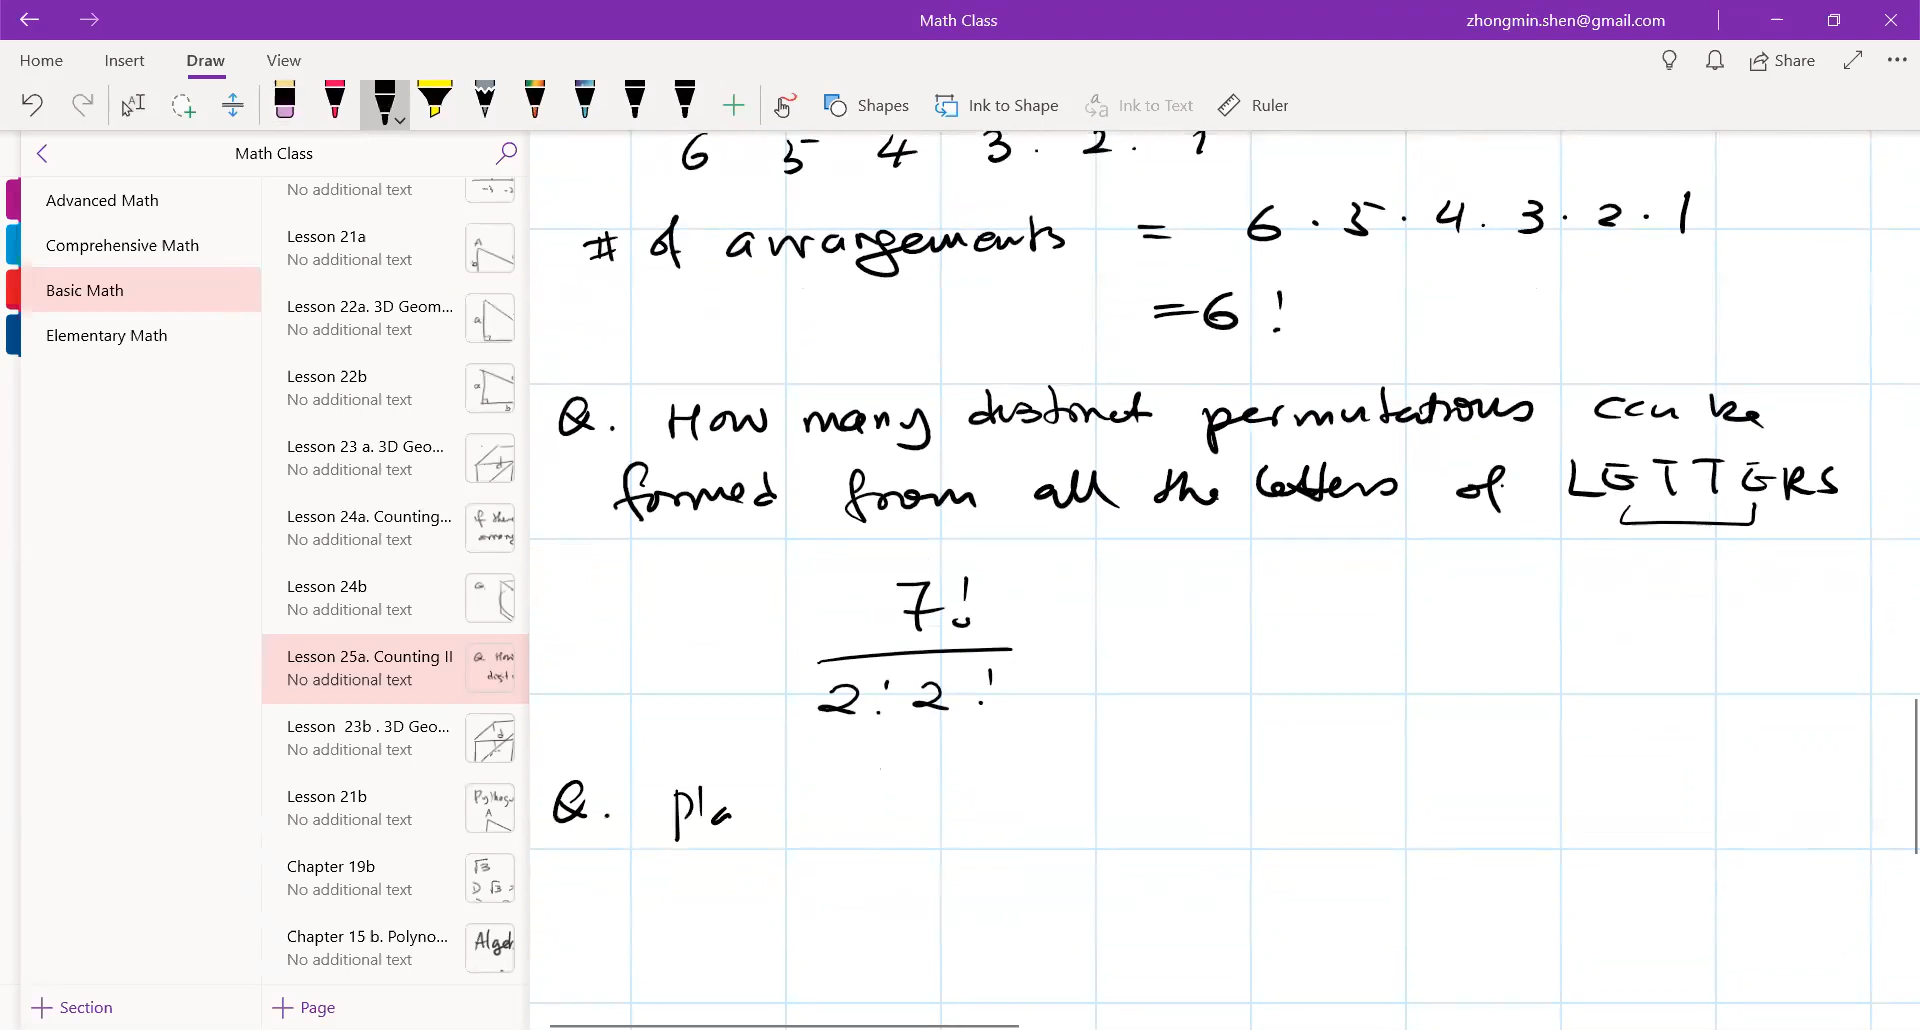 Math Class
zhongmin.shen@gmail.com
Home Insert Draw View
Share
Shapes
Ink to Shape
Ink to Text
Ruler
Math Class
Advanced Math
Comprehensive Math
Basic Math
Elementary Math
No additional text
Lesson 21a
No additional text
Lesson 22a. 3D Geom...
No additional text
Lesson 22b
No additional text
Lesson 23 a. 3D Geo...
No additional text
Lesson 24a. Counting...
No additional text
Lesson 24b
No additional text
Lesson 25a. Counting II
No additional text
Lesson 23b . 3D Geo...
No additional text
Lesson 21b
No additional text
Chapter 19b
No additional text
Chapter 15 b. Polyno...
No additional text
Section
Page
6 5 4 3 . 2 . 1
# of arrangements = 6 . 5 . 4 . 3 . 2 . 1
= 6 !
Q. How many distinct permutations can be
formed from all the letters of LETTERS
7!
2! 2!
Q. pla